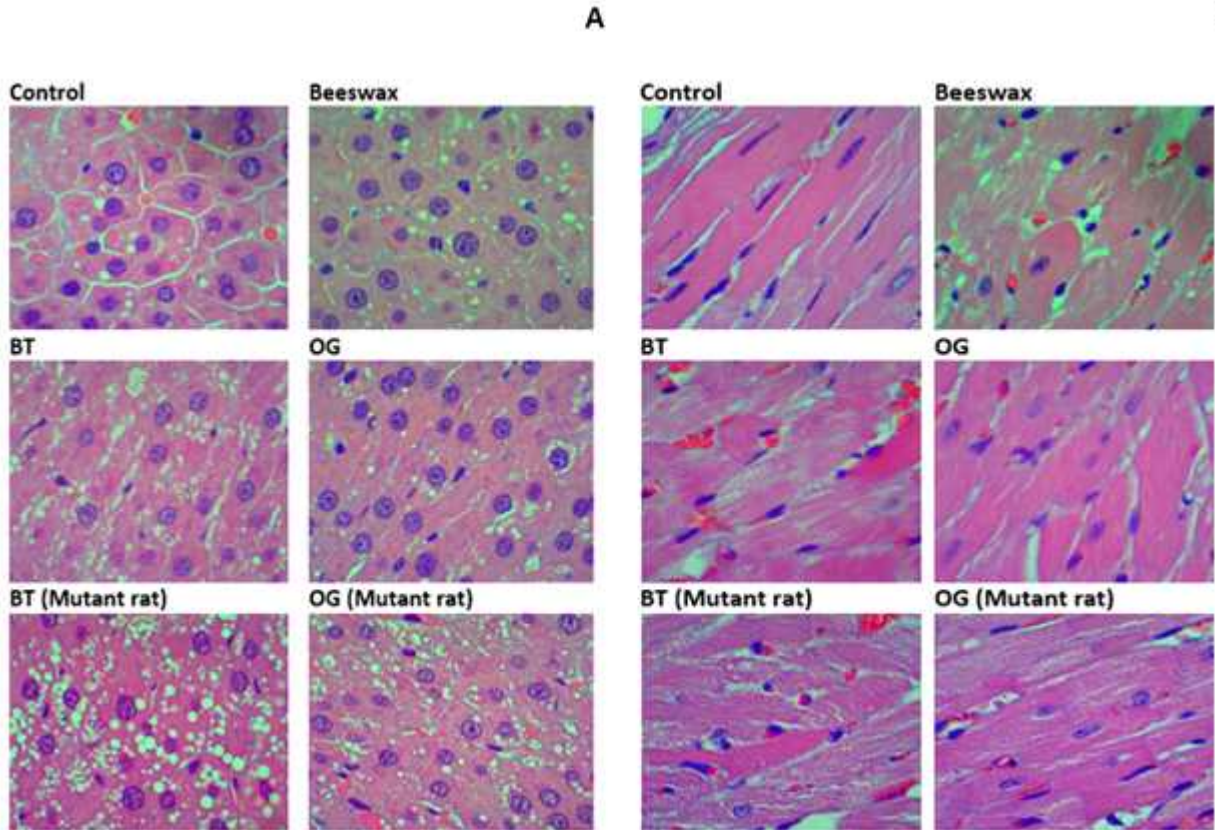 A
Control
Beeswax
Control
Beeswax
BT
OG
BT
OG
BT (Mutant rat)
OG (Mutant rat)
BT (Mutant rat)
OG (Mutant rat)